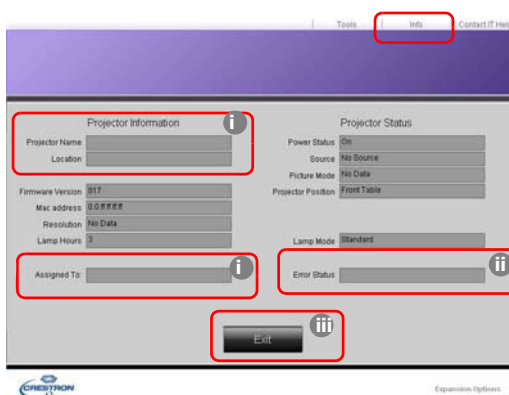 Tools Info Contact IT Help
Projector Information
i
Projector Name
Location
Firmware Version 017
Mac address 0.0.ff.ff.ff.ff
Resolution No Data
Lamp Hours 3
Assigned To:
i
Projector Status
Power Status On
Source No Source
Picture Mode No Data
Projector Position Front Table
Lamp Mode Standard
Error Status
ii
iii
Exit
CRESTRON
Expansion Options